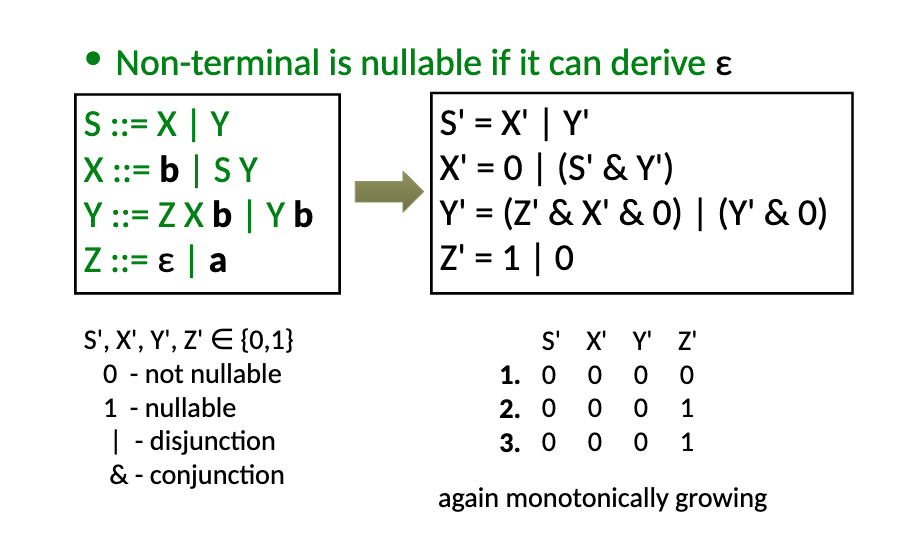 • Non-terminal is nullable if it can derive ε
S ::= X | Y
X ::= b | S Y
Y ::= Z X b | Y b
Z ::= ε | a
S' = X' | Y'
X' = 0 | (S' & Y')
Y' = (Z' & X' & 0) | (Y' & 0)
Z' = 1 | 0
S', X', Y', Z' ∈ {0,1}
0 - not nullable
1 - nullable
| - disjunction
& - conjunction
S' X' Y' Z'
1. 0 0 0 0
2. 0 0 0 1
3. 0 0 0 1
again monotonically growing